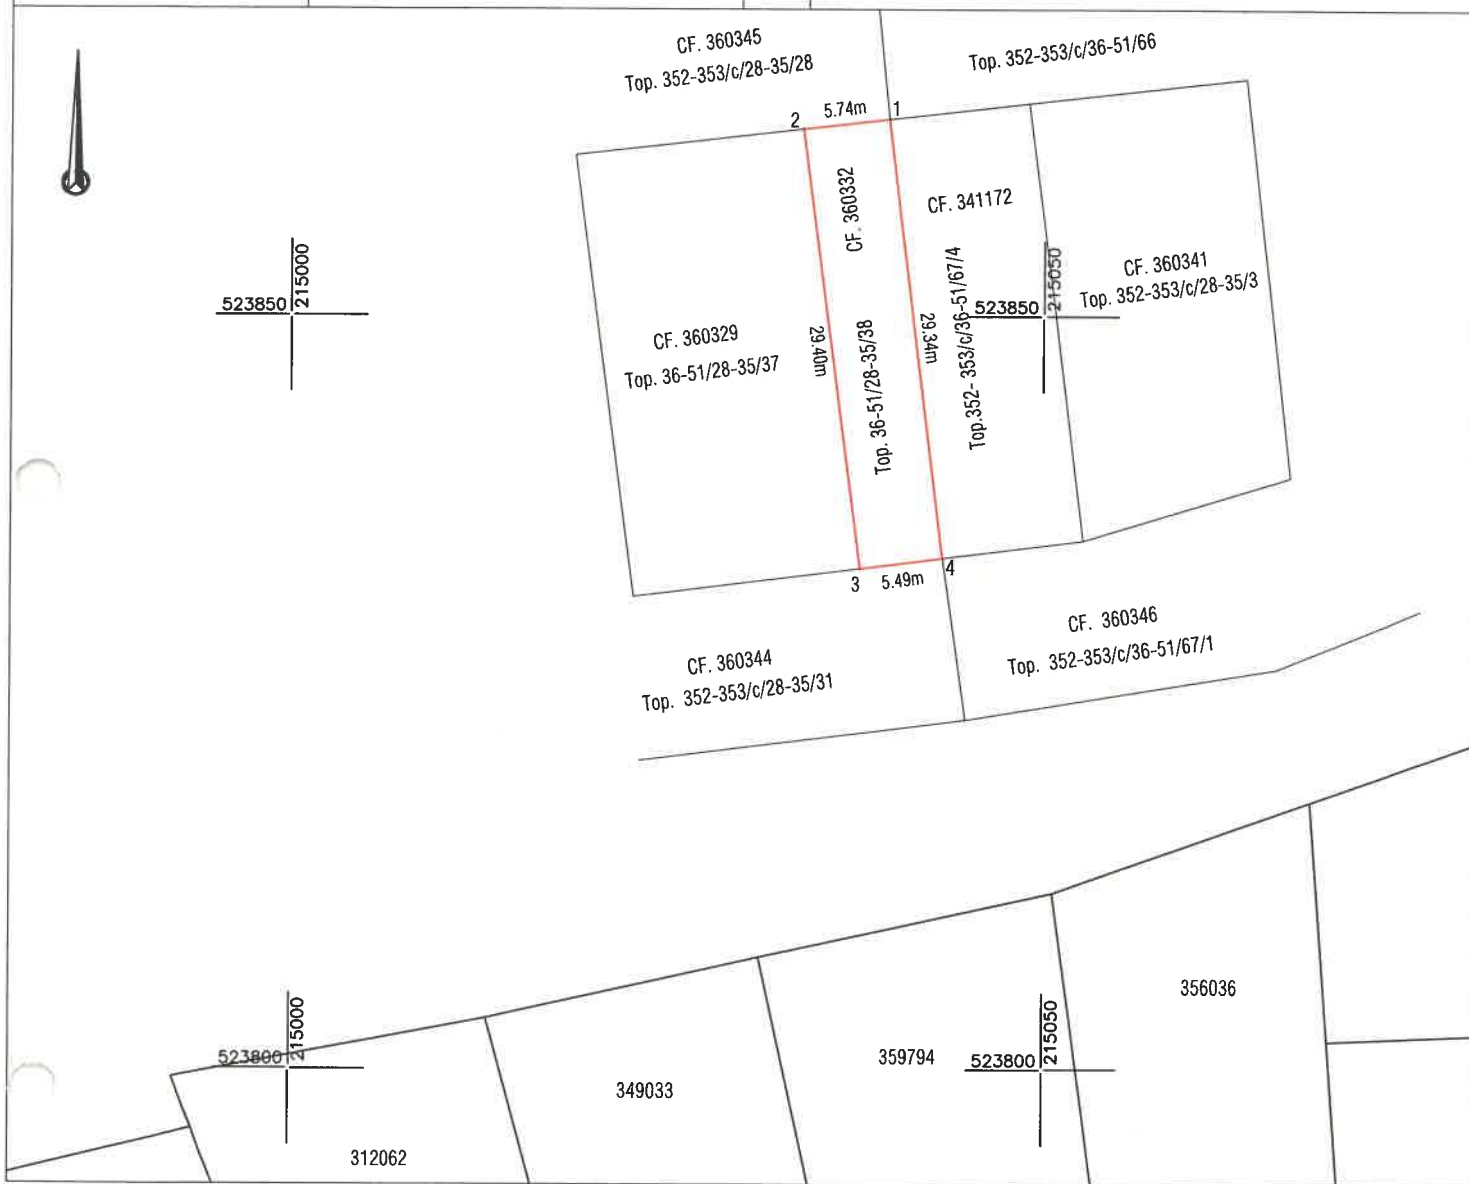 CF. 360345
Top. 352-353/c/28-35/28
Top. 352-353/c/36-51/66
2
5.74m
1
CF. 360332
Top. 36-51/28-35/38
CF. 341172
Top.352- 353/c/36-51/67/4
CF. 360341
Top. 352-353/c/28-35/3
523850
215000
523850
215050
CF. 360329
Top. 36-51/28-35/37
29.40m
29.34m
3
5.49m
4
CF. 360346
Top. 352-353/c/36-51/67/1
CF. 360344
Top. 352-353/c/28-35/31
356036
523800
215000
359794
523800
215050
349033
312062